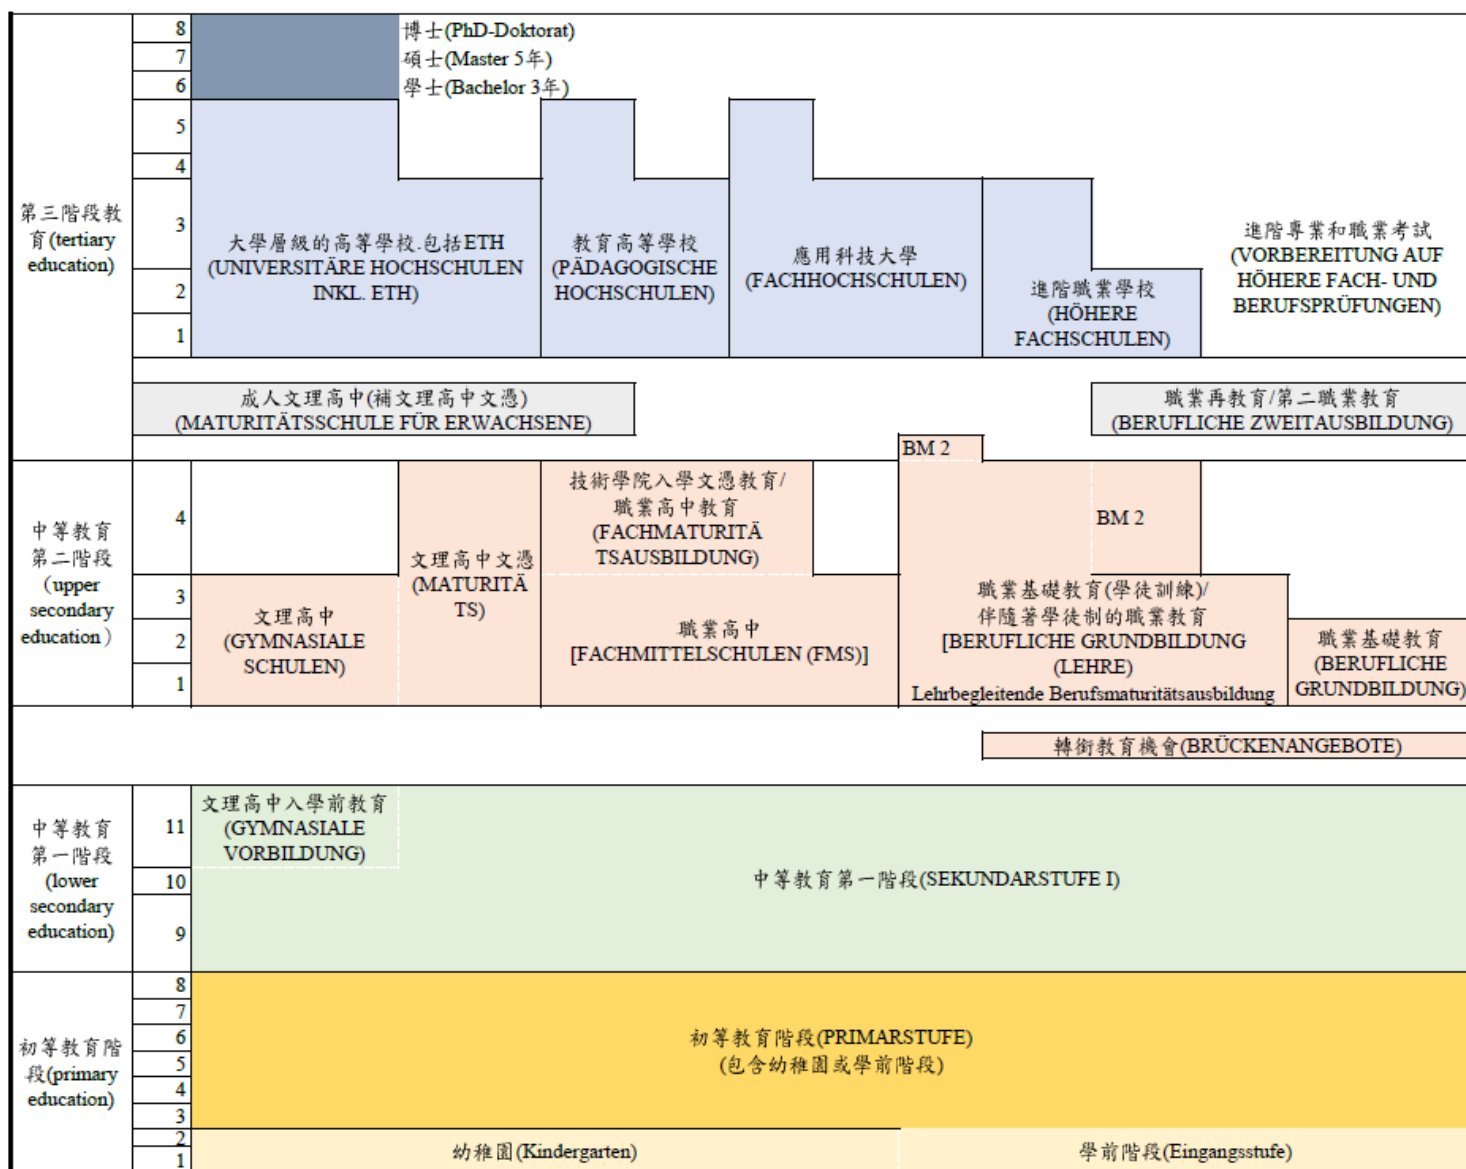 8
博士(PhD-Doktorat)
7
碩士(Master 5年)
6
學士(Bachelor 3年)
5
4
第三階段教
育(tertiary
education)
3
2
1
大學層級的高等學校.包括ETH
(UNIVERSITÄRE HOCHSCHULEN
INKL. ETH)
教育高等學校
(PÄDAGOGISCHE
HOCHSCHULEN)
應用科技大學
(FACHHOCHSCHULEN)
進階職業學校
(HÖHERE
FACHSCHULEN)
進階專業和職業考試
(VORBEREITUNG AUF
HÖHERE FACH- UND
BERUFSPRÜFUNGEN)
成人文理高中(補文理高中文憑)
(MATURITÄTSSCHULE FÜR ERWACHSENE)
職業再教育/第二職業教育
(BERUFLICHE ZWEITAUSBILDUNG)
BM 2
中等教育
第二階段
(upper
secondary
education)
4
3
2
1
文理高中
(GYMNASIALE
SCHULEN)
文理高中文憑
(MATURITÄ
TS)
技術學院入學文憑教育/
職業高中教育
(FACHMATURITÄ
TSAUSBILDUNG)
職業高中
[FACHMITTELSCHULEN (FMS)]
BM 2
職業基礎教育(學徒訓練)/
伴隨著學徒制的職業教育
[BERUFLICHE GRUNDBILDUNG
(LEHRE)
Lehrbegleitende Berufsmaturitätsausbildung
職業基礎教育
(BERUFLICHE
GRUNDBILDUNG)
轉銜教育機會(BRÜCKENANGEBOTE)
中等教育
第一階段
(lower
secondary
education)
11
10
9
文理高中入學前教育
(GYMNASIALE
VORBILDUNG)
中等教育第一階段(SEKUNDARSTUFE I)
初等教育階
段(primary
education)
8
7
6
5
4
3
2
1
初等教育階段(PRIMARSTUFE)
(包含幼稚園或學前階段)
幼稚園(Kindergarten)
學前階段(Eingangsstufe)